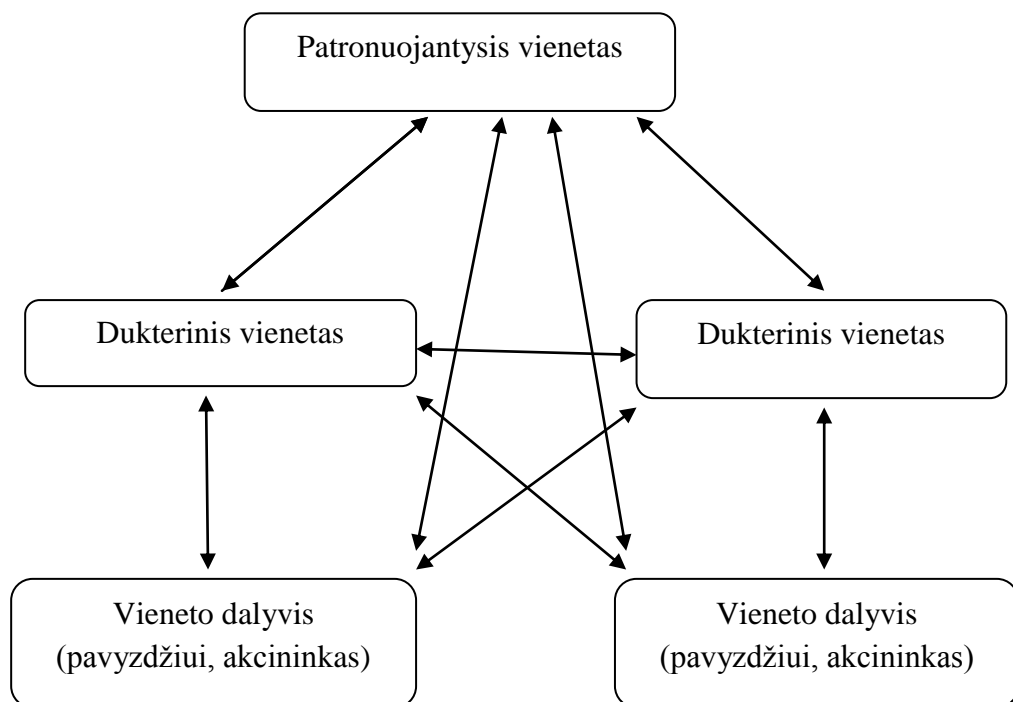 Patronuojantysis vienetas
Dukterinis vienetas
Dukterinis vienetas
Vieneto dalyvis
(pavyzdžiui, akcininkas)
Vieneto dalyvis
(pavyzdžiui, akcininkas)